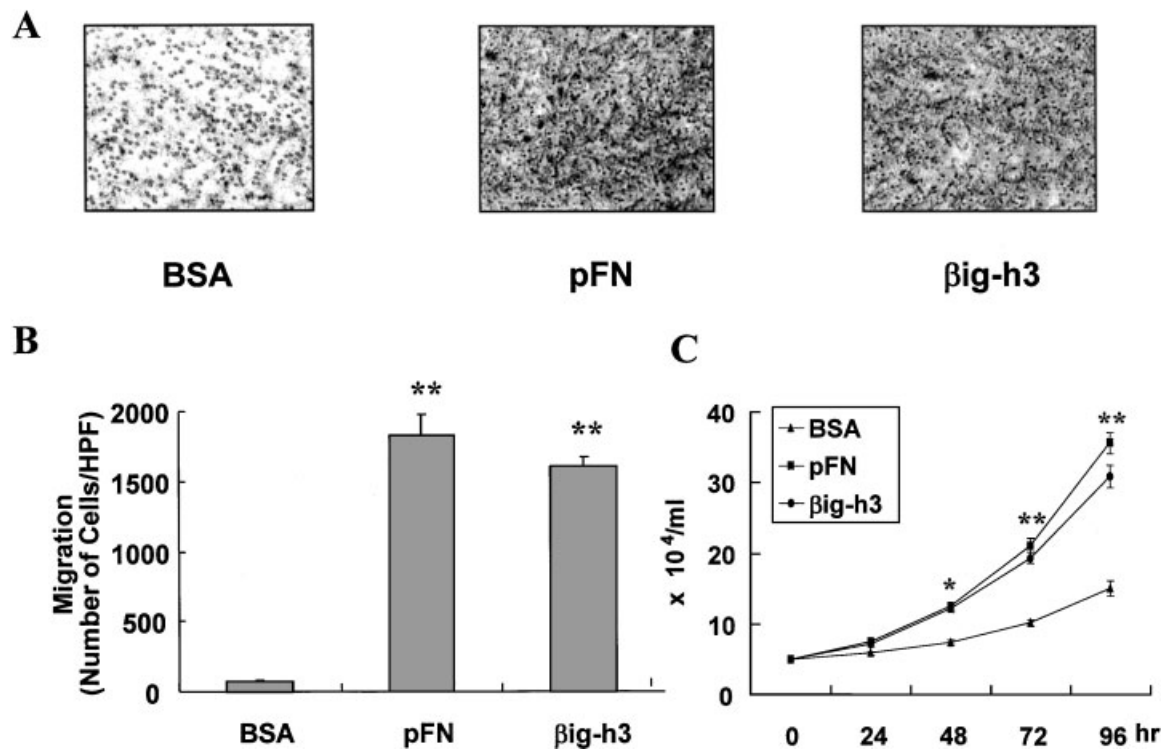 A
BSA
pFN
βig-h3
B
C
Migration
(Number of Cells/HPF)
2000
1500
1000
500
0
**
**
BSA
pFN
βig-h3
x 10⁴/ml
40
30
20
10
0
BSA
pFN
βig-h3
*
**
**
0 24 48 72 96 hr